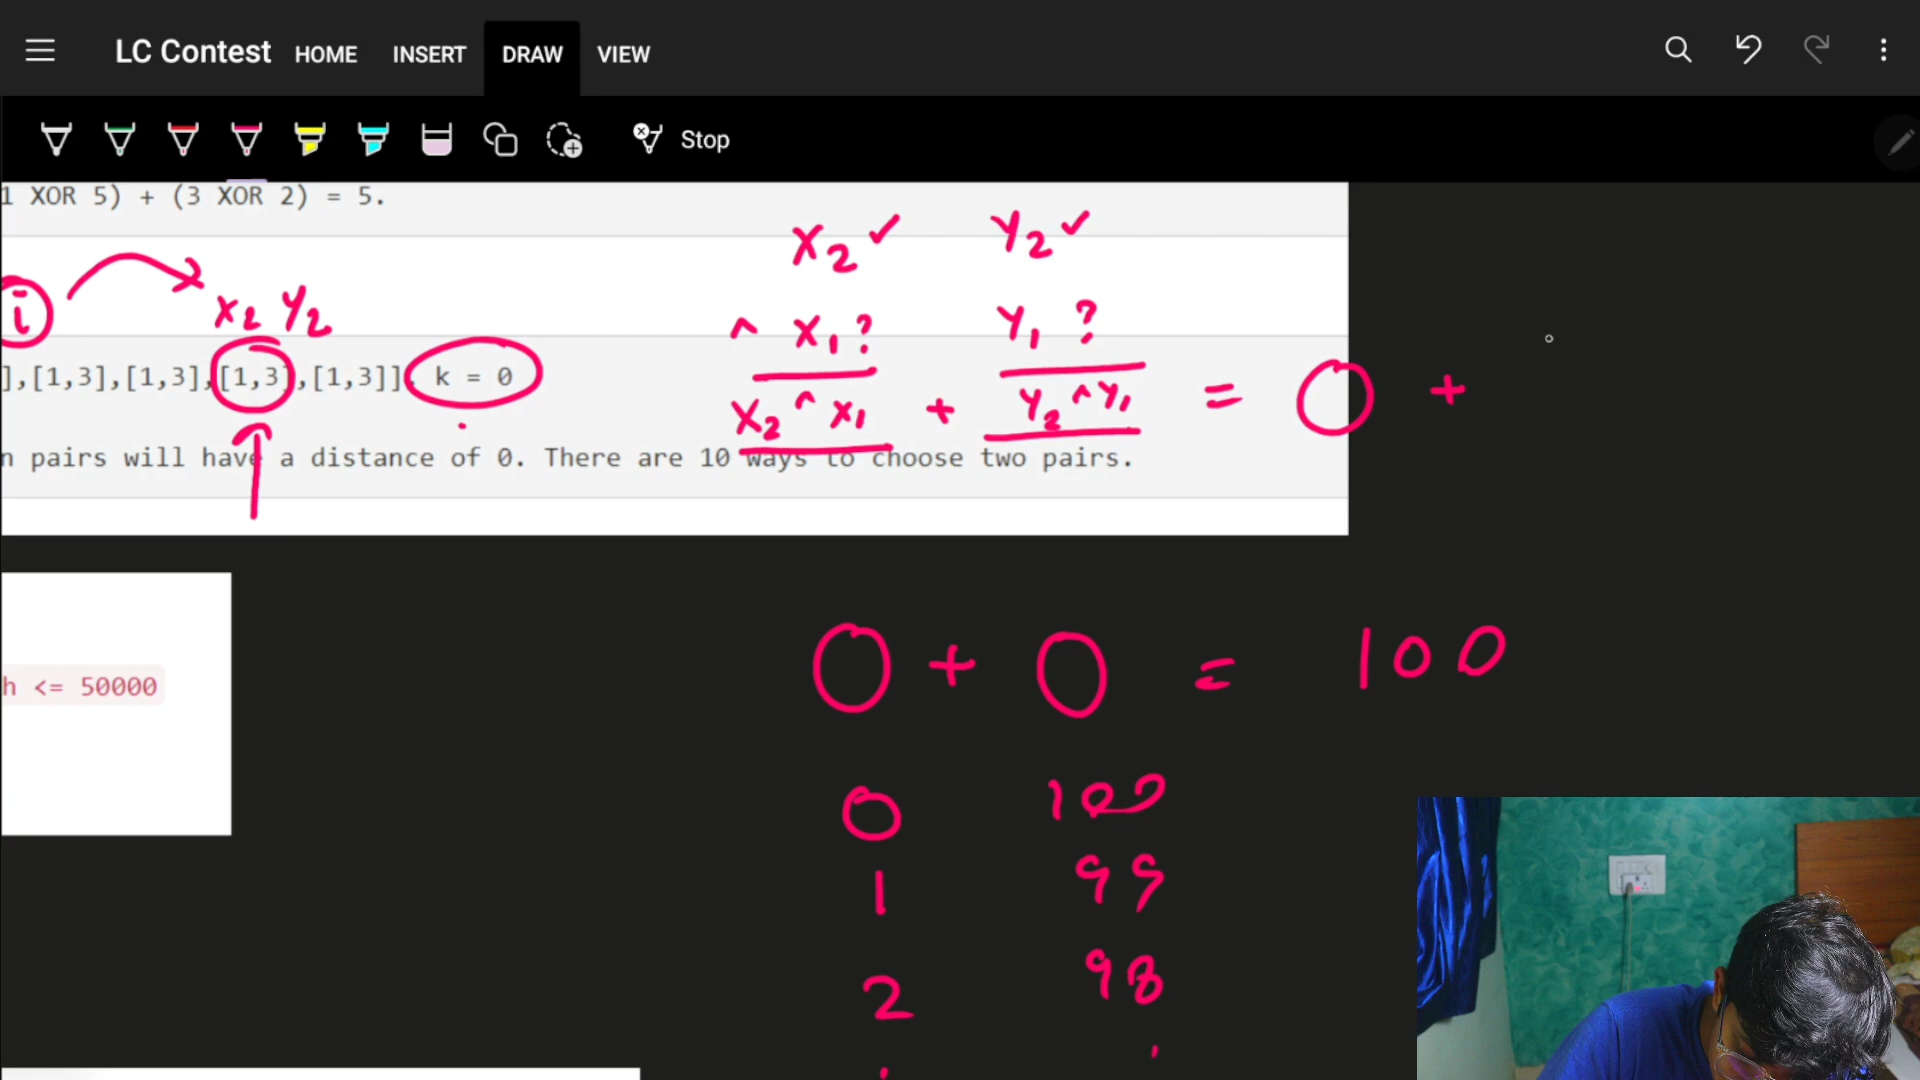 LC Contest HOME INSERT DRAW VIEW
Stop
1 XOR 5) + (3 XOR 2) = 5.
x2 ✓ y2 ✓
i x2 y2
^ x1 ? y1 ?
],[1,3],[1,3],[1,3],[1,3]], k = 0
x2 ^ x1 + y2 ^ y1 = 0 +
n pairs will have a distance of 0. There are 10 ways to choose two pairs.
0 + 0 = 100
h <= 50000
0 100
1 99
2 98